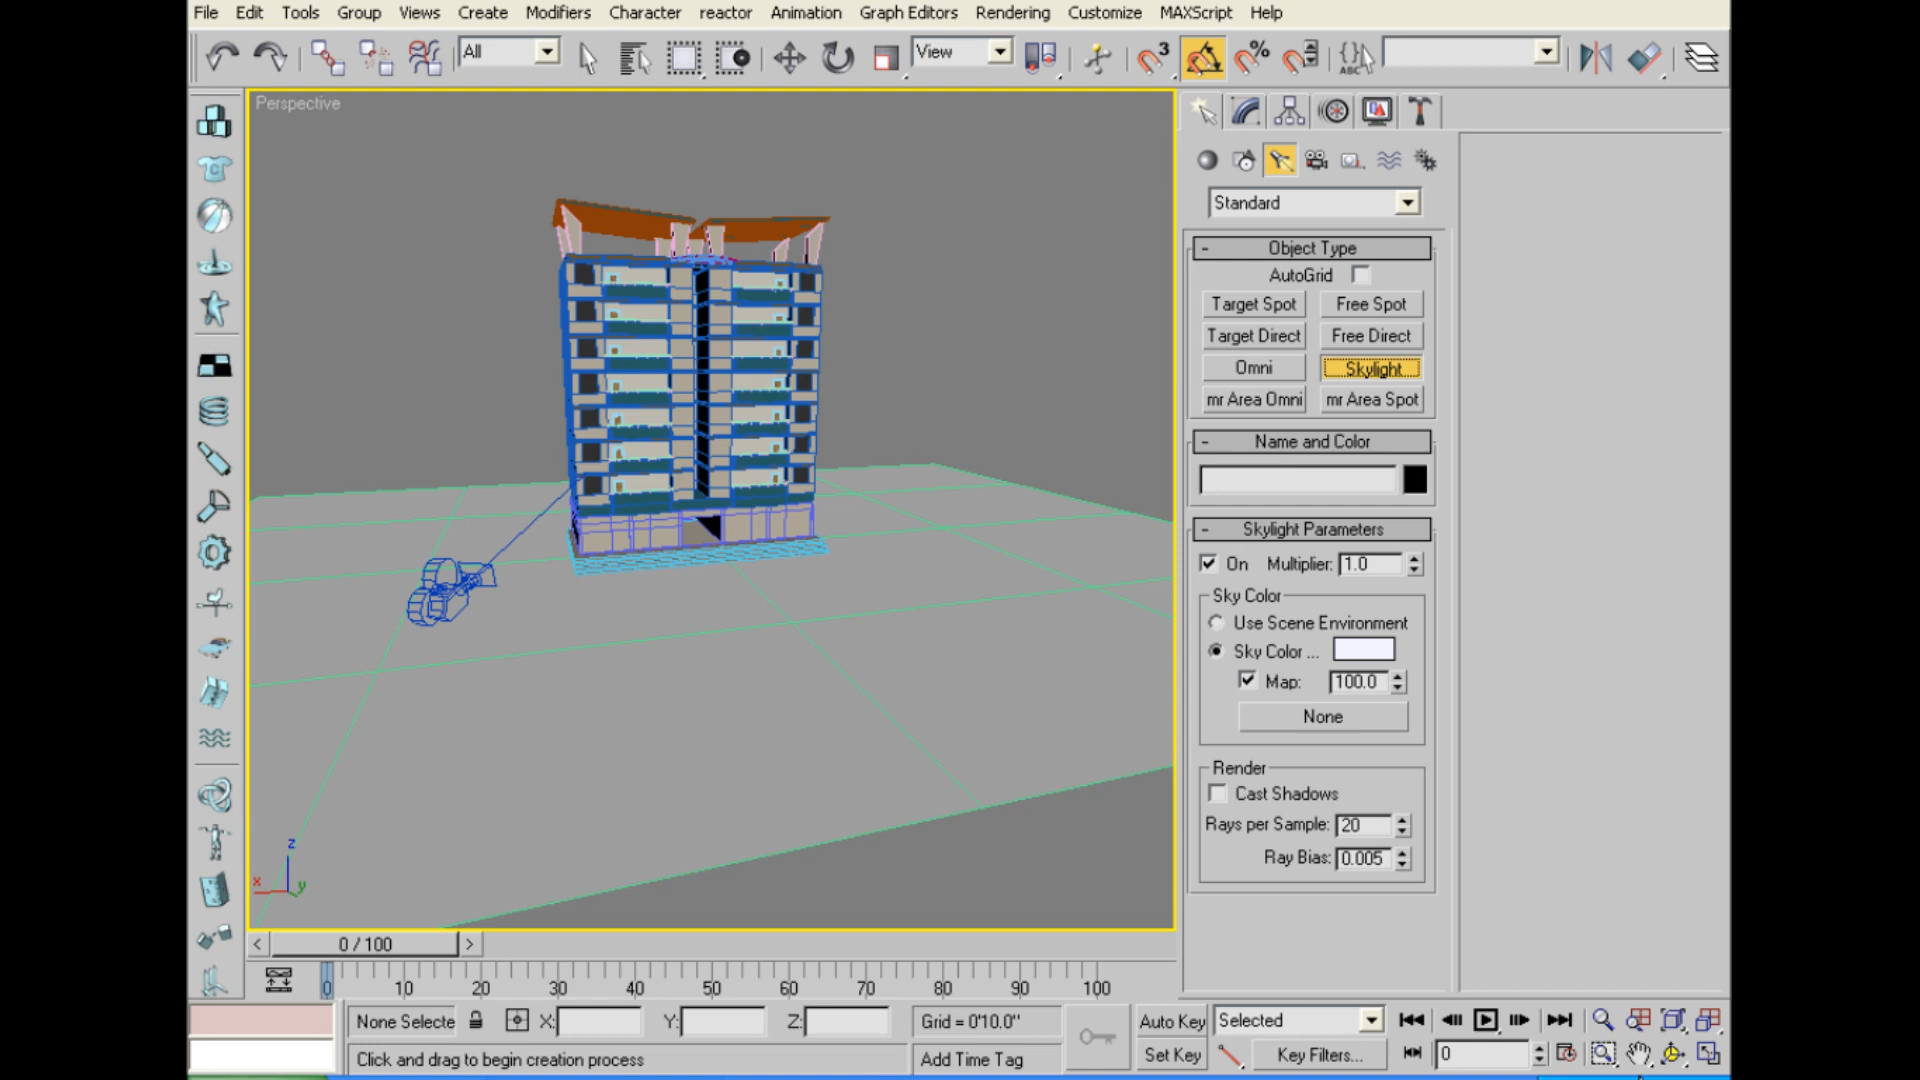 File Edit Tools Group Views Create Modifiers Character reactor Animation Graph Editors Rendering Customize MAXScript Help
All
View
3
%
ABC
Perspective
Standard
- Object Type
AutoGrid
Target Spot Free Spot
Target Direct Free Direct
Omni Skylight
mr Area Omni mr Area Spot
- Name and Color
- Skylight Parameters
On Multiplier: 1.0
Sky Color
Use Scene Environment
Sky Color ...
Map: 100.0
None
Render
Cast Shadows
Rays per Sample: 20
Ray Bias: 0.005
z
x
y
< 0 / 100 >
0 10 20 30 40 50 60 70 80 90 100
None Selecte X: Y: Z: Grid = 0'10.0" Auto Key Selected
Click and drag to begin creation process Add Time Tag Set Key Key Filters... 0